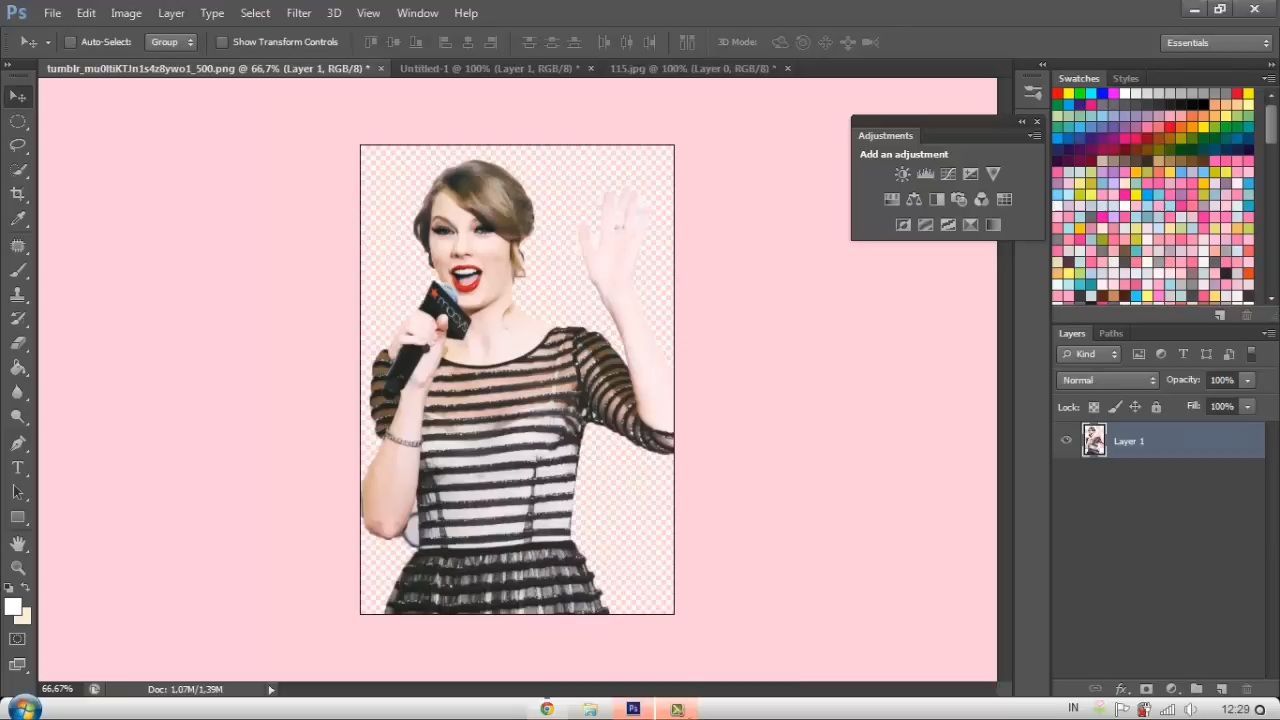 Ps File Edit Image Layer Type Select Filter 3D View Window Help
Auto-Select: Group Show Transform Controls 3D Mode: Essentials
tumblr_mu0ltiKTJn1s4z8ywo1_500.png @ 66,7% (Layer 1, RGB/8) * × Untitled-1 @ 100% (Layer 1, RGB/8) * × 115.jpg @ 100% (Layer 0, RGB/8) * ×
Swatches Styles
Adjustments
Add an adjustment
Layers Paths
Kind
Normal Opacity: 100%
Lock: Fill: 100%
Layer 1
66,67% Doc: 1,07M/1,39M
Ps IN 12:29